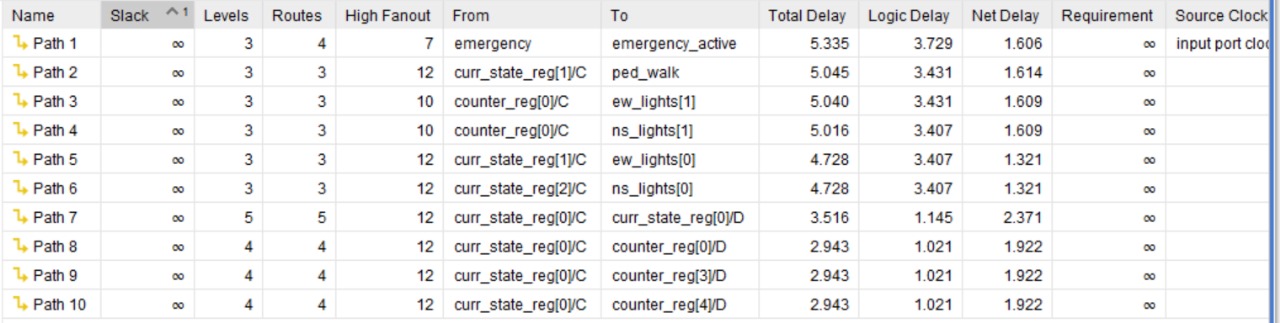 Name Slack ^1 Levels Routes High Fanout From To Total Delay Logic Delay Net Delay Requirement Source Clock
Path 1 ∞ 3 4 7 emergency emergency_active 5.335 3.729 1.606 ∞ input port cloc
Path 2 ∞ 3 3 12 curr_state_reg[1]/C ped_walk 5.045 3.431 1.614 ∞
Path 3 ∞ 3 3 10 counter_reg[0]/C ew_lights[1] 5.040 3.431 1.609 ∞
Path 4 ∞ 3 3 10 counter_reg[0]/C ns_lights[1] 5.016 3.407 1.609 ∞
Path 5 ∞ 3 3 12 curr_state_reg[1]/C ew_lights[0] 4.728 3.407 1.321 ∞
Path 6 ∞ 3 3 12 curr_state_reg[2]/C ns_lights[0] 4.728 3.407 1.321 ∞
Path 7 ∞ 5 5 12 curr_state_reg[0]/C curr_state_reg[0]/D 3.516 1.145 2.371 ∞
Path 8 ∞ 4 4 12 curr_state_reg[0]/C counter_reg[0]/D 2.943 1.021 1.922 ∞
Path 9 ∞ 4 4 12 curr_state_reg[0]/C counter_reg[3]/D 2.943 1.021 1.922 ∞
Path 10 ∞ 4 4 12 curr_state_reg[0]/C counter_reg[4]/D 2.943 1.021 1.922 ∞